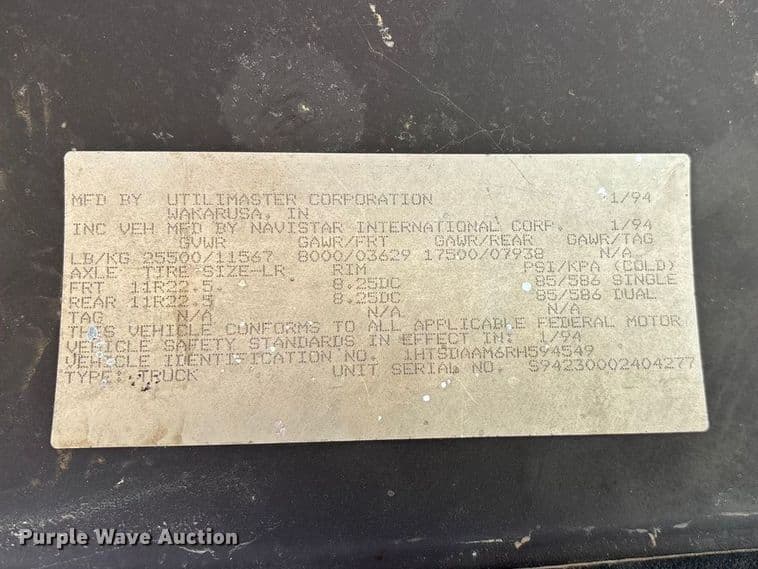 MFD BY UTILIMASTER CORPORATION 1/94
WAKARUSA, IN
INC VEH MFD BY NAVISTAR INTERNATIONAL CORP. 1/94
GVWR GAWR/FRT GAWR/REAR GAWR/TAG
LB/KG 25500/11567 8000/03629 17500/07938 N/A
AXLE TIRE SIZE-LR RIM PSI/KPA (COLD)
FRT 11R22.5 8.25DC 85/586 SINGLE
REAR 11R22.5 8.25DC 85/586 DUAL
TAG N/A N/A N/A
THIS VEHICLE CONFORMS TO ALL APPLICABLE FEDERAL MOTOR
VEHICLE SAFETY STANDARDS IN EFFECT IN: 1/94
VEHICLE IDENTIFICATION NO. 1HTSDAAM6RH594549
TYPE: TRUCK UNIT SERIAL NO. S94230002404277
Purple Wave Auction